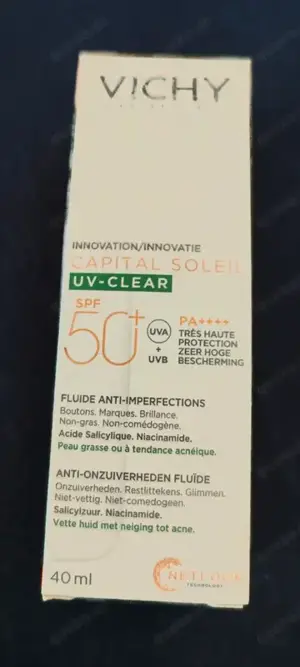 VICHY
INNOVATION/INNOVATIE
CAPITAL SOLEIL
UV-CLEAR
SPF
50+
UVA
+
UVB
PA++++
TRÈS HAUTE
PROTECTION
ZEER HOGE
BESCHERMING
FLUIDE ANTI-IMPERFECTIONS
Boutons. Marques. Brillance.
Non-gras. Non-comédogène.
Acide Salicylique. Niacinamide.
Peau grasse ou à tendance acnéique.
ANTI-ONZUIVERHEDEN FLUÏDE
Onzuiverheden. Restlittekens. Glimmen.
Niet-vettig. Niet-comedogeen.
Salicylzuur. Niacinamide.
Vette huid met neiging tot acne.
40 ml
NETLOCK
TECHNOLOGY